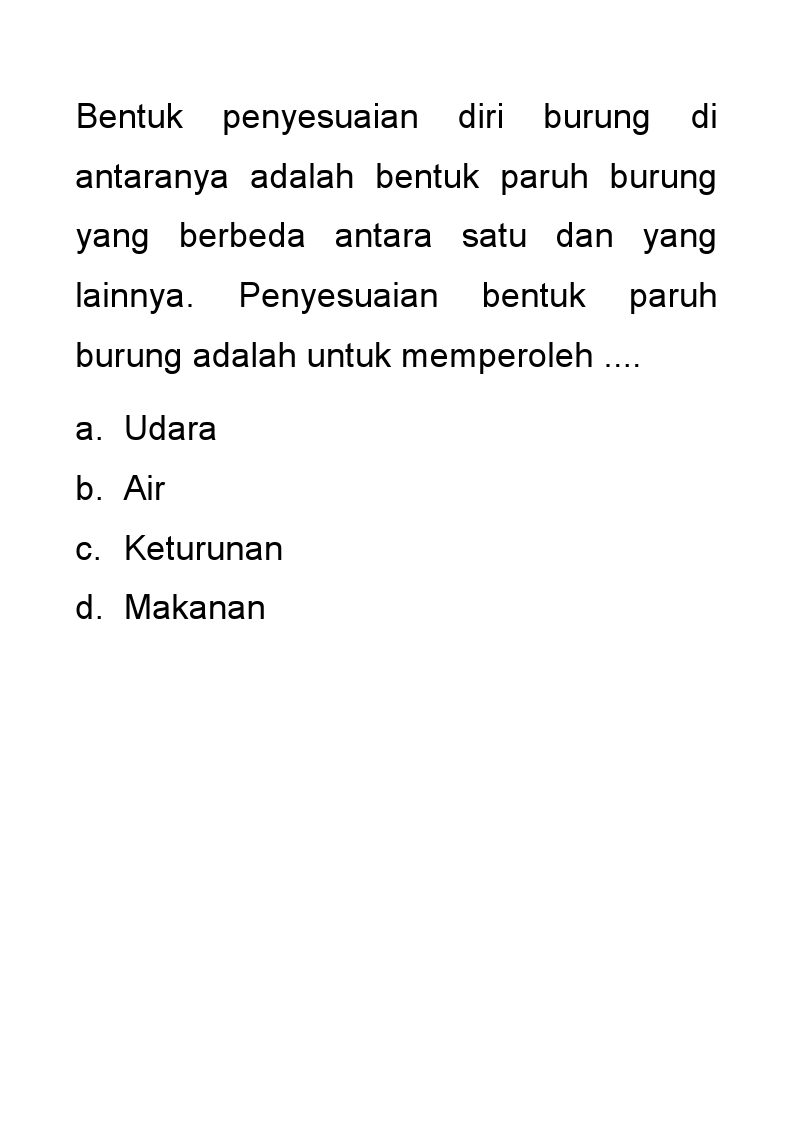 Bentuk penyesuaian diri burung di
antaranya adalah bentuk paruh burung
yang berbeda antara satu dan yang
lainnya. Penyesuaian bentuk paruh
burung adalah untuk memperoleh ....
a. Udara
b. Air
c. Keturunan
d. Makanan